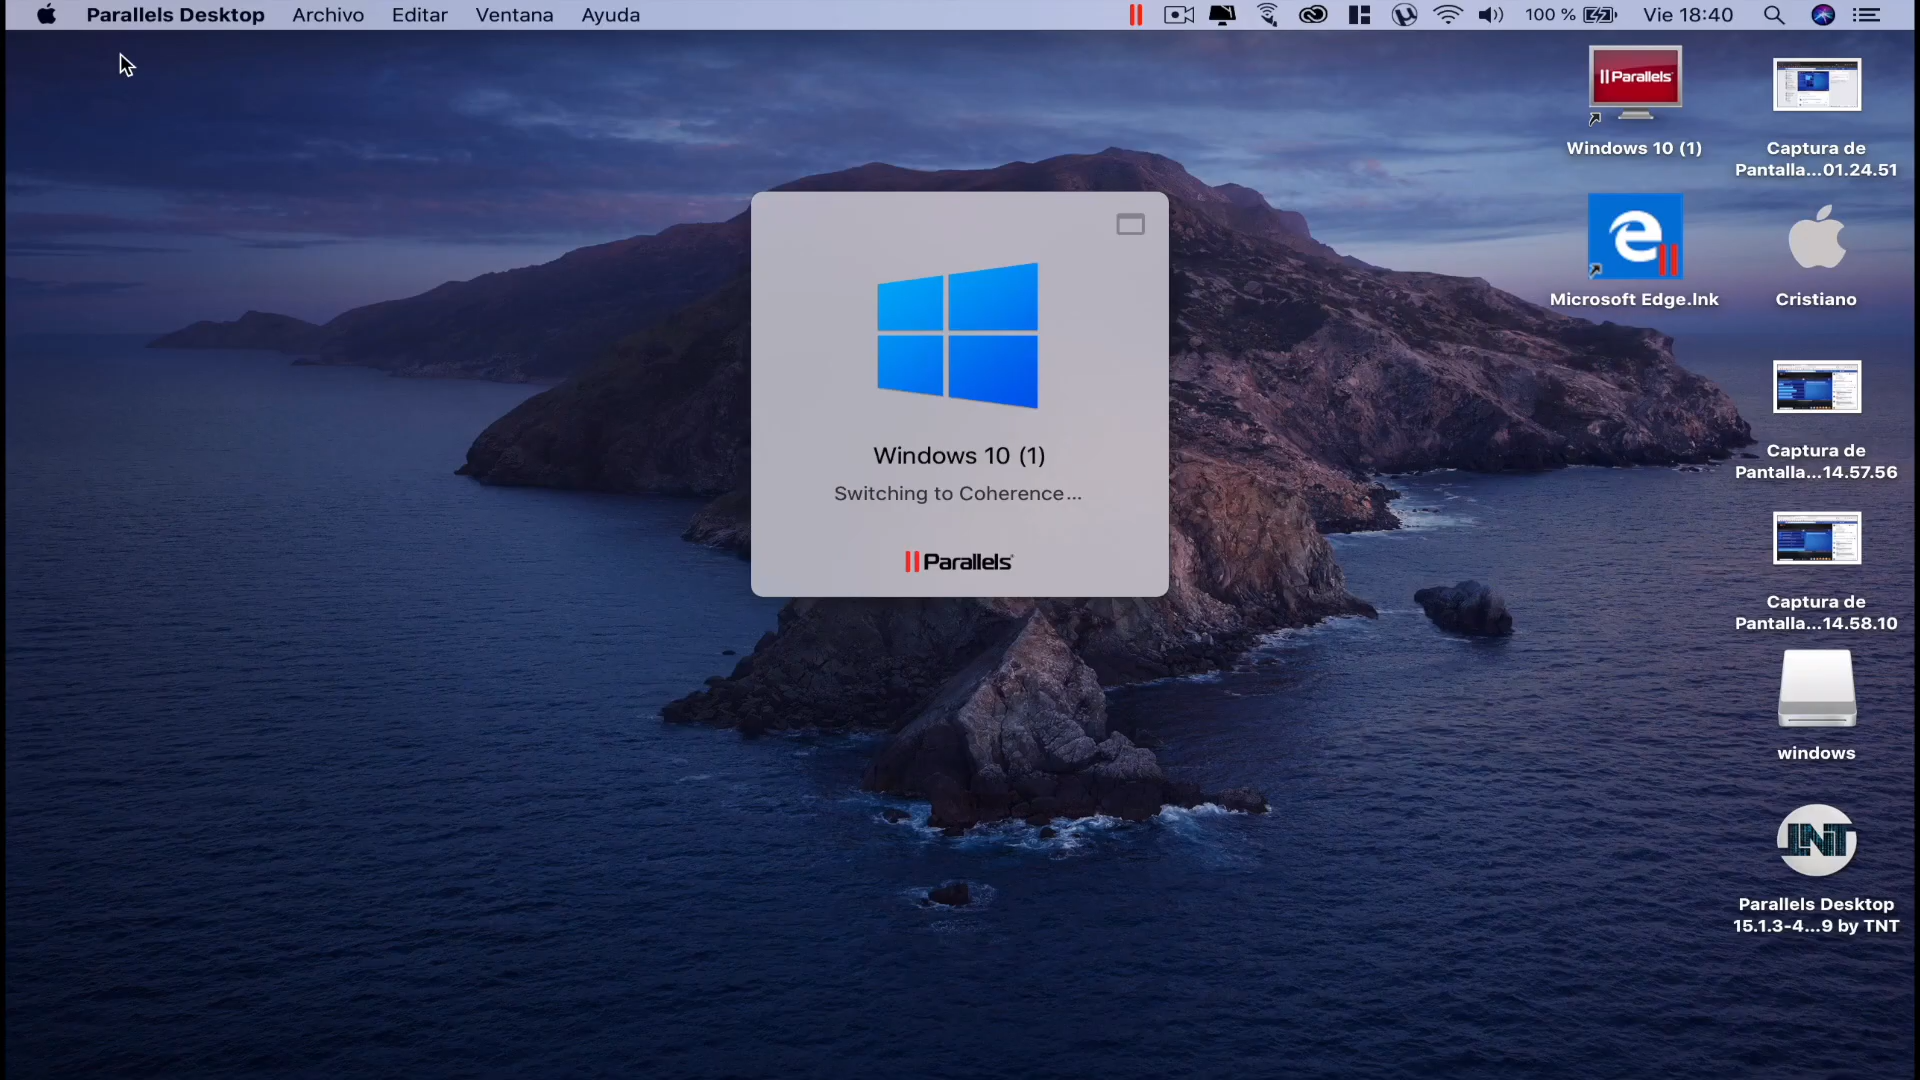 Parallels Desktop Archivo Editar Ventana Ayuda 100 % Vie 18:40
Parallels
Windows 10 (1)
Captura de
Pantalla...01.24.51
Microsoft Edge.lnk
Cristiano
Windows 10 (1)
Switching to Coherence...
Parallels
Captura de
Pantalla...14.57.56
Captura de
Pantalla...14.58.10
windows
TNT
Parallels Desktop
15.1.3-4...9 by TNT